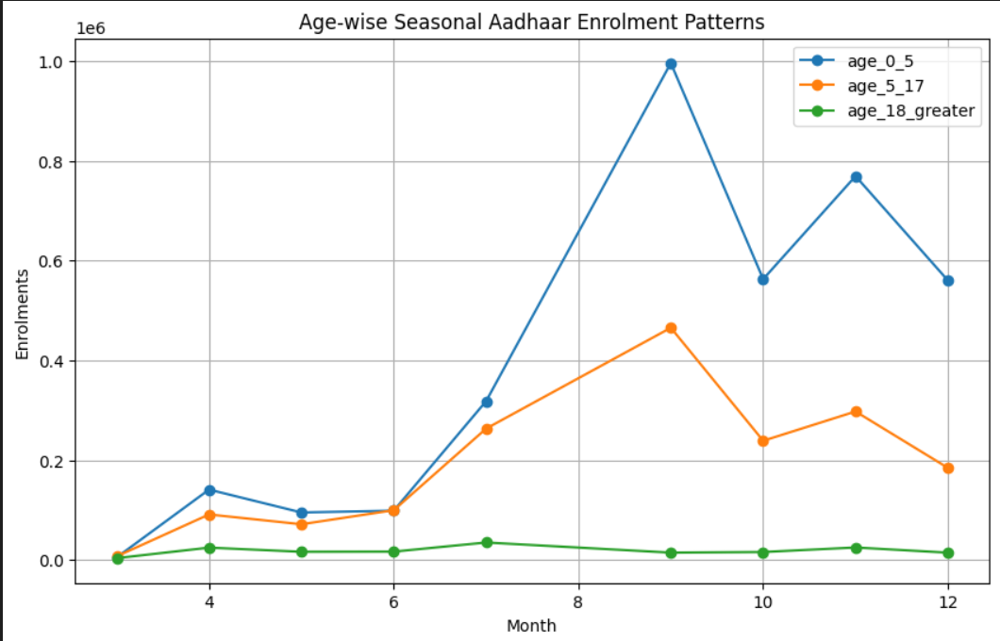 Age-wise Seasonal Aadhaar Enrolment Patterns
1e6
1.0
0.8
0.6
0.4
0.2
0.0
Enrolments
age_0_5
age_5_17
age_18_greater
4
6
8
10
12
Month